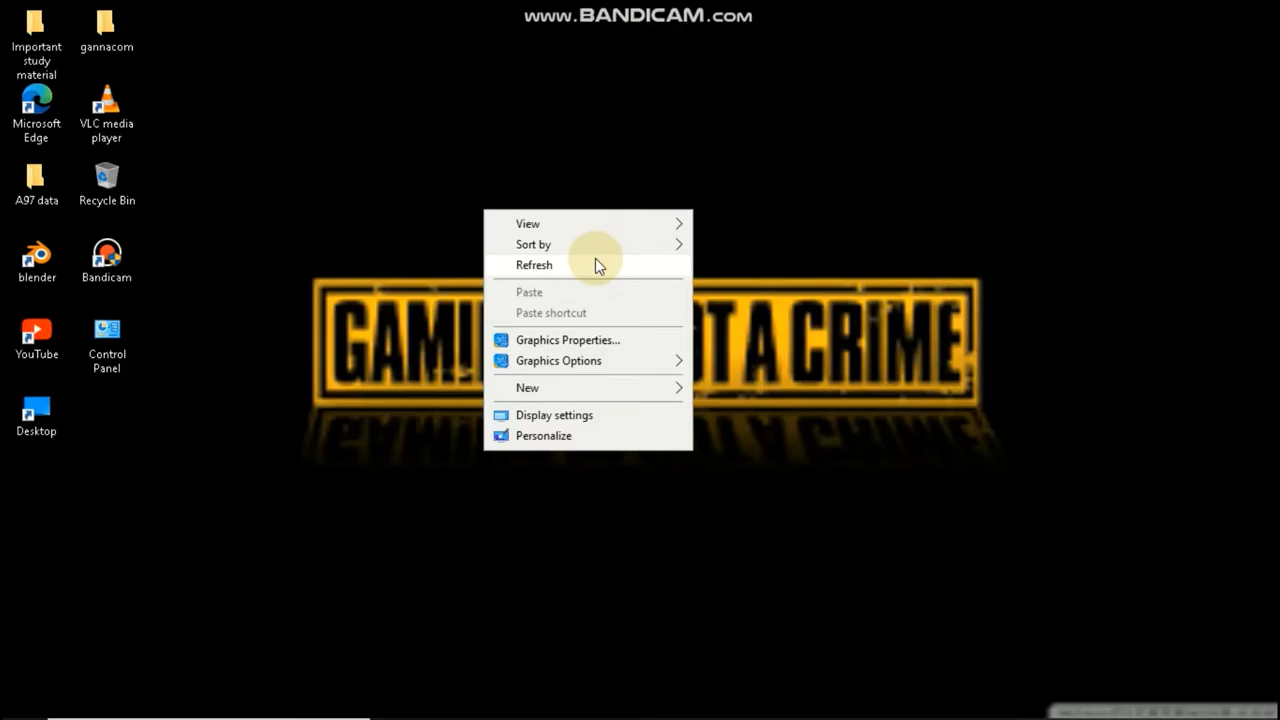 www.BANDICAM.com
Important
study
material
gannacom
Microsoft
Edge
VLC media
player
A97 data
Recycle Bin
blender
Bandicam
YouTube
Control
Panel
Desktop
View
Sort by
Refresh
Paste
Paste shortcut
Graphics Properties...
Graphics Options
New
Display settings
Personalize
A CRIME